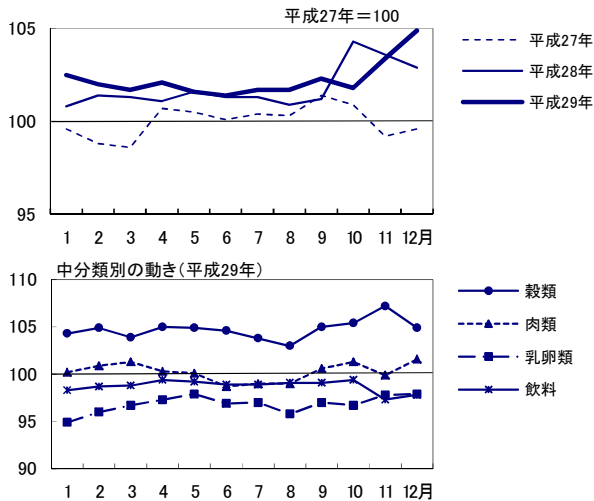 平成27年＝100
105
100
95
1 2 3 4 5 6 7 8 9 10 11 12月
平成27年
平成28年
平成29年
中分類別の動き(平成29年)
110
105
100
95
90
1 2 3 4 5 6 7 8 9 10 11 12月
穀類
肉類
乳卵類
飲料